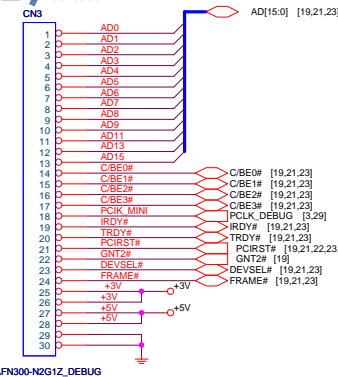 CN3
AD[15:0] [19,21,23]
1 AD0
2 AD1
3 AD2
4 AD3
5 AD4
6 AD5
7 AD6
8 AD7
9 AD8
10 AD9
11 AD11
12 AD13
13 AD15
14 C/BE0# C/BE0# [19,21,23]
15 C/BE1# C/BE1# [19,21,23]
16 C/BE2# C/BE2# [19,21,23]
17 C/BE3# C/BE3# [19,21,23]
18 PCIK_MINI PCLK_DEBUG [3,29]
19 IRDY# IRDY# [19,21,23]
20 TRDY# TRDY# [19,21,23]
21 PCIRST# PCIRST# [19,21,22,23,
22 GNT2# GNT2# [19]
23 DEVSEL# DEVSEL# [19,21,23]
24 FRAME# FRAME# [19,21,23]
25 +3V +3V
26 +3V
27 +5V +5V
28 +5V
29
30
AFN300-N2G1Z_DEBUG